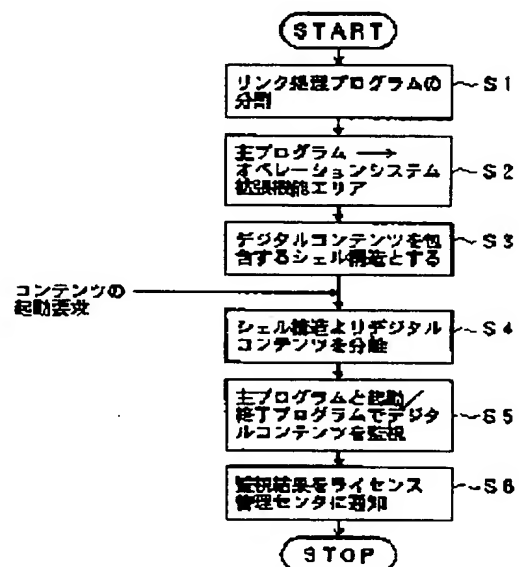 START
リンク処理プログラムの
分割
S1
主プログラム →
オペレーションシステム
拡張機能エリア
S2
デジタルコンテンツを包
含するシェル構造とする
S3
コンテンツの
起動要求
シェル構造よりデジタル
コンテンツを分離
S4
主プログラムと起動/
終了プログラムでデジタ
ルコンテンツを監視
S5
監視結果をライセンス
管理センタに通知
S6
STOP